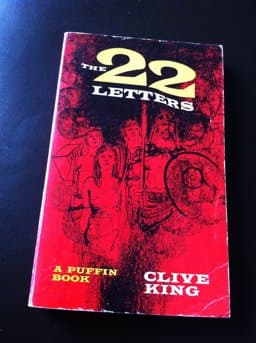 THE 22
LETTERS
A PUFFIN
BOOK
CLIVE
KING